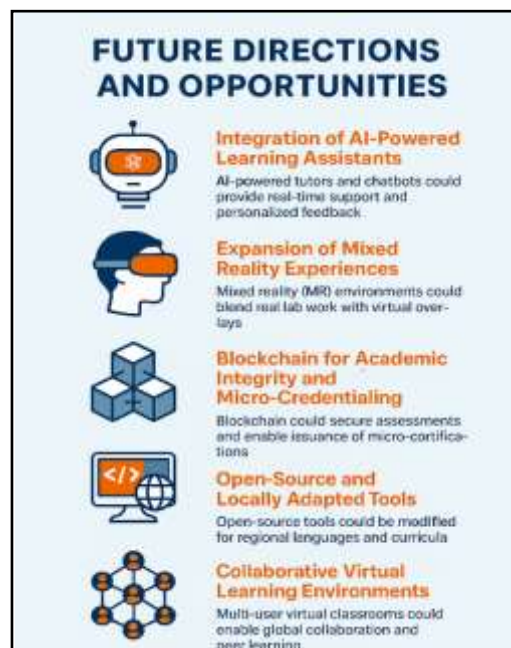 FUTURE DIRECTIONS
AND OPPORTUNITIES
Integration of AI-Powered
Learning Assistants
AI-powered tutors and chatbots could
provide real-time support and
personalized feedback
Expansion of Mixed
Reality Experiences
Mixed reality (MR) environments could
blend real lab work with virtual over-
lays
Blockchain for Academic
Integrity and
Micro-Credentialing
Blockchain could secure assessments
and enable issuance of micro-cortifica-
tions
</>
Open-Source and
Locally Adapted Tools
Open-source tools could be modified
for regional languages and curricula
Collaborative Virtual
Learning Environments
Multi-user virtual classrooms could
enable global collaboration and
peer learning